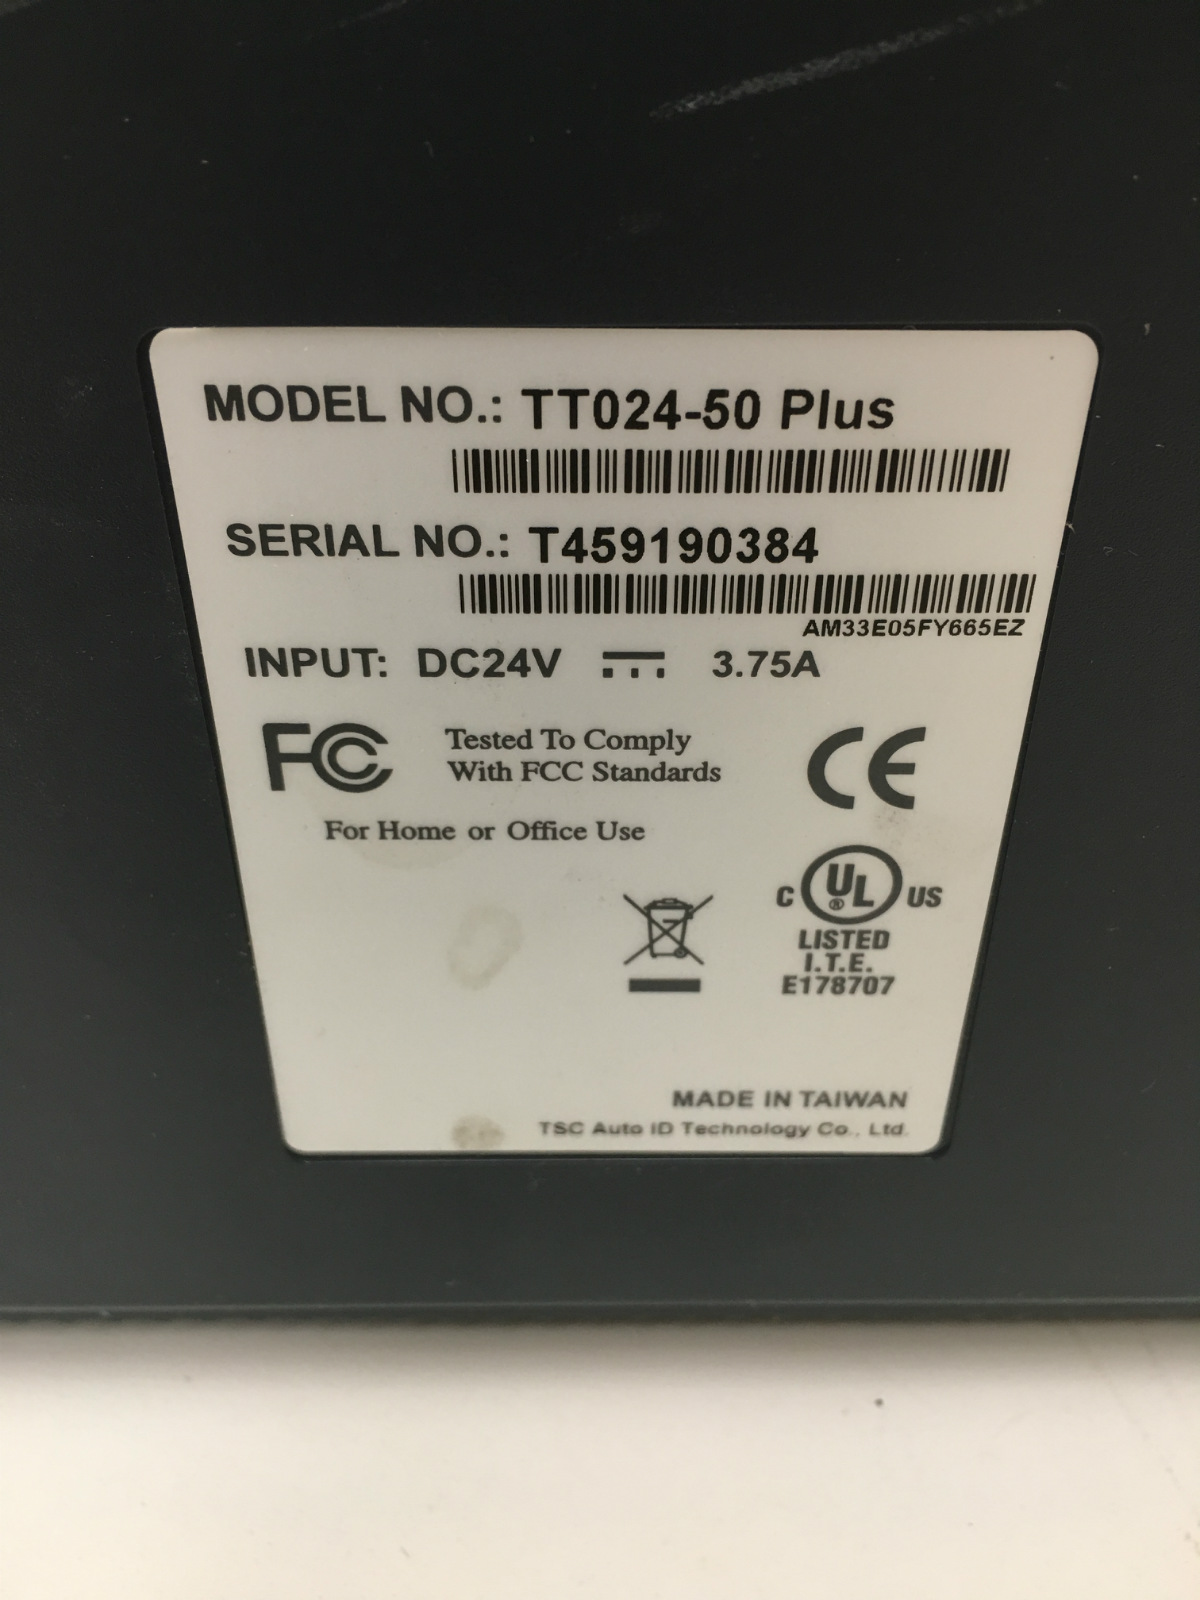 MODEL NO.: TT024-50 Plus
SERIAL NO.: T459190384
AM33E05FY665EZ
INPUT: DC24V 3.75A
FC Tested To Comply
With FCC Standards
CE
For Home or Office Use
C UL® US
LISTED
I.T.E.
E178707
MADE IN TAIWAN
TSC Auto ID Technology Co., Ltd.